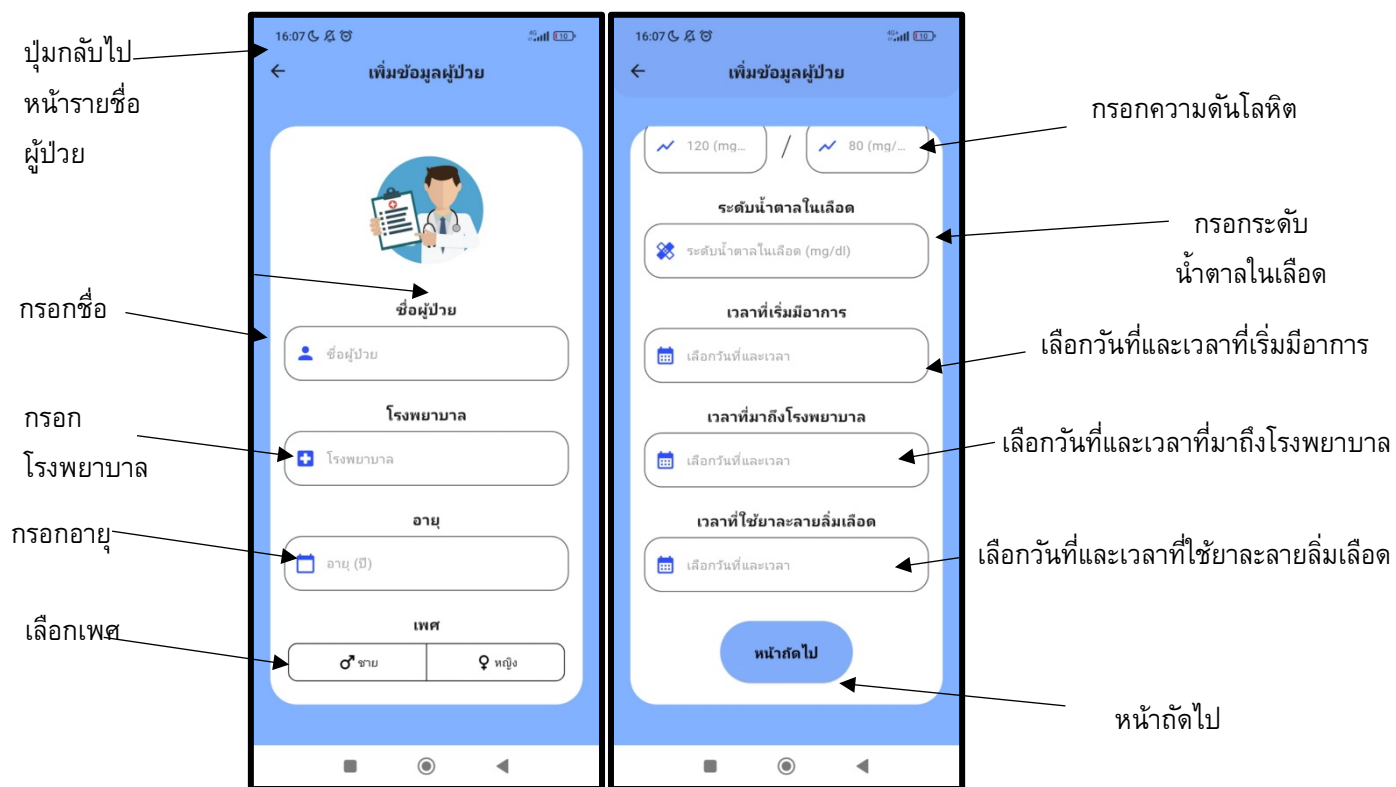 ปุ่มกลับไป
หน้ารายชื่อ
ผู้ป่วย
กรอกชื่อ
กรอก
โรงพยาบาล
กรอกอายุ
เลือกเพศ
16:07
4G
10
เพิ่มข้อมูลผู้ป่วย
ชื่อผู้ป่วย
ชื่อผู้ป่วย
โรงพยาบาล
โรงพยาบาล
อายุ
อายุ (ปี)
เพศ
ชาย
หญิง
16:07
4G+
10
เพิ่มข้อมูลผู้ป่วย
120 (mg...
/
80 (mg/...
ระดับน้ำตาลในเลือด
ระดับน้ำตาลในเลือด (mg/dl)
เวลาที่เริ่มมีอาการ
เลือกวันที่และเวลา
เวลาที่มาถึงโรงพยาบาล
เลือกวันที่และเวลา
เวลาที่ใช้ยาละลายลิ่มเลือด
เลือกวันที่และเวลา
หน้าถัดไป
กรอกความดันโลหิต
กรอกระดับ
น้ำตาลในเลือด
เลือกวันที่และเวลาที่เริ่มมีอาการ
เลือกวันที่และเวลาที่มาถึงโรงพยาบาล
เลือกวันที่และเวลาที่ใช้ยาละลายลิ่มเลือด
หน้าถัดไป